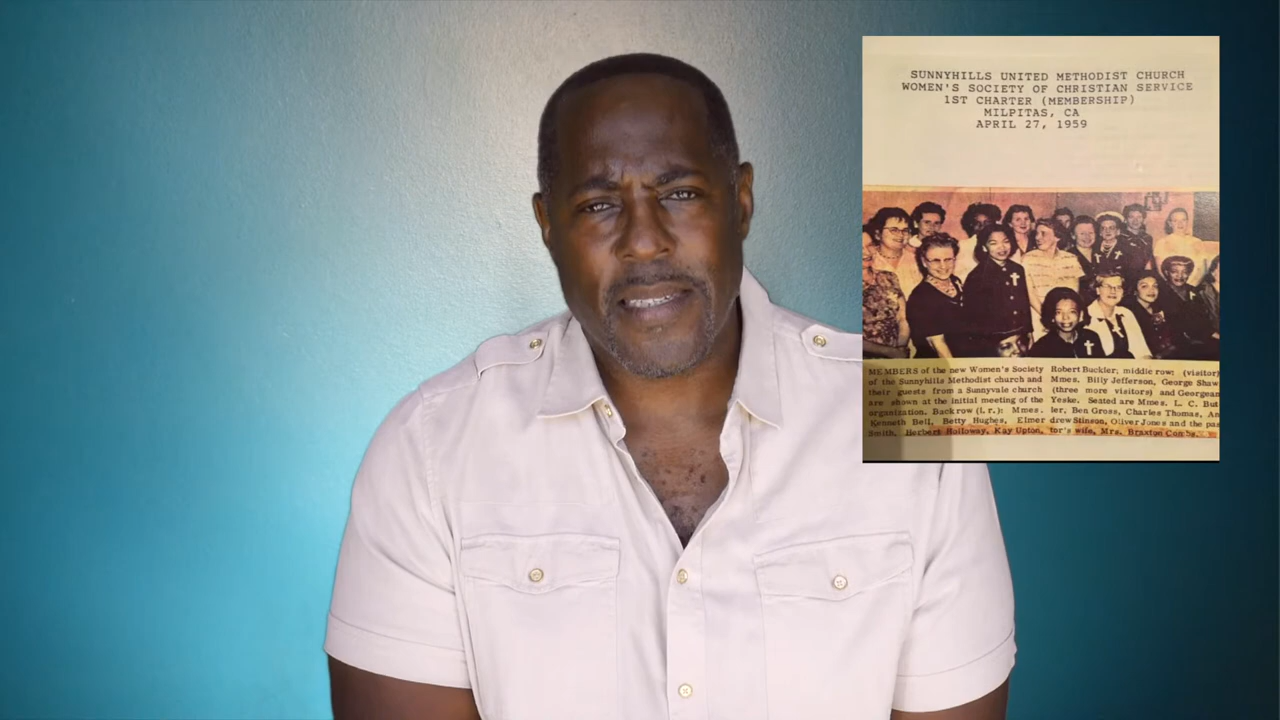 SUNNYHILLS UNITED METHODIST CHURCH
WOMEN'S SOCIETY OF CHRISTIAN SERVICE
1ST CHARTER (MEMBERSHIP)
MILPITAS, CA
APRIL 27, 1959
MEMBERS of the new Women's Society
of the Sunnyhills Methodist church and
their guests from a Sunnyvale church
are shown at the initial meeting of the
organization. Back row (l. r.): Mmes.
Kenneth Bell, Betty Hughes, Elmer
Smith, Herbert Holloway, Kay Upton,
Robert Buckler; middle row: (visitor)
Mmes. Billy Jefferson, George Shaw
(three more visitors) and Georgean
Yeske. Seated are Mmes. L. C. But
ler, Ben Gross, Charles Thomas, An
drew Stinson, Oliver Jones and the pas
tor's wife, Mrs. Braxton Combs.